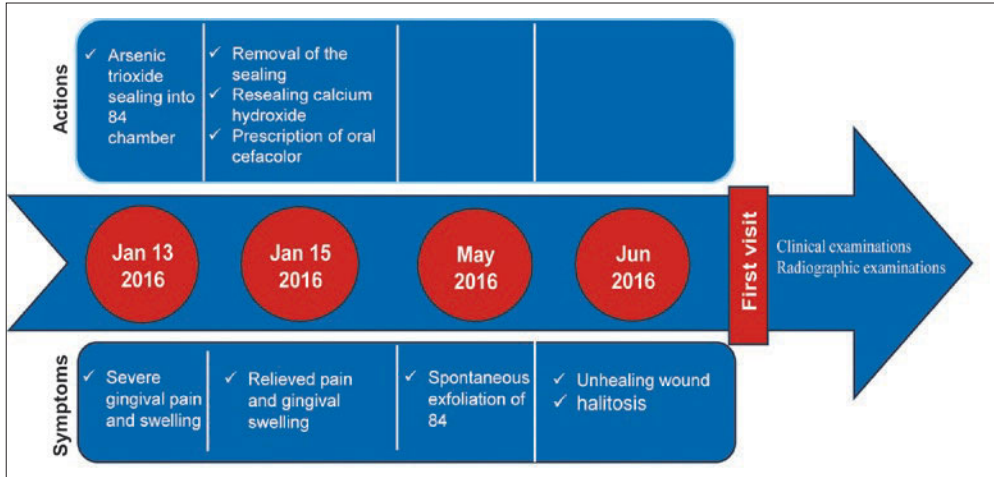 Actions
✓ Arsenic
trioxide
sealing into
84
chamber
✓ Removal of the
sealing
✓ Resealing calcium
hydroxide
✓ Prescription of oral
cefacolor
Jan 13
2016
Jan 15
2016
May
2016
Jun
2016
First visit
Clinical examinations
Radiographic examinations
Symptoms
✓ Severe
gingival pain
and swelling
✓ Relieved pain
and gingival
swelling
✓ Spontaneous
exfoliation of
84
✓ Unhealing wound
✓ halitosis